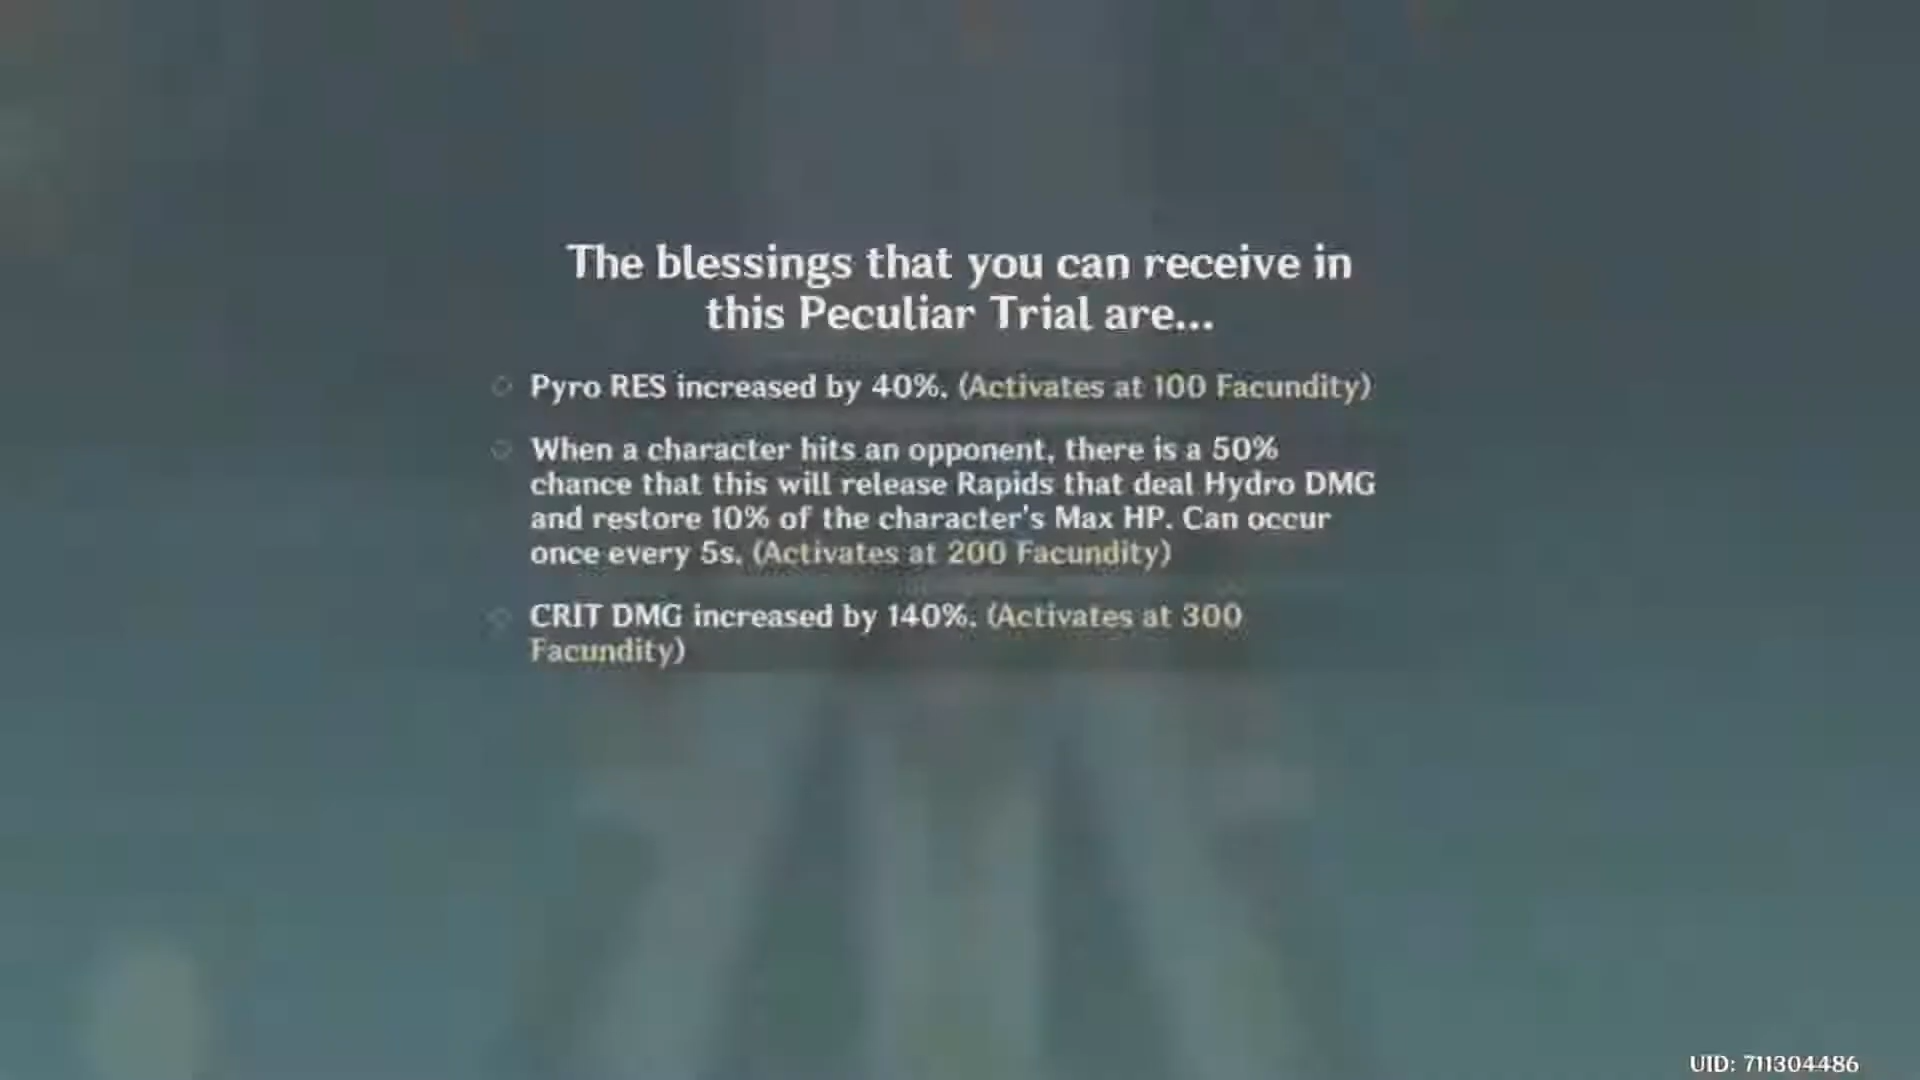 The blessings that you can receive in
this Peculiar Trial are...
Pyro RES increased by 40%. (Activates at 100 Facundity)
When a character hits an opponent, there is a 50%
chance that this will release Rapids that deal Hydro DMG
and restore 10% of the character's Max HP. Can occur
once every 5s. (Activates at 200 Facundity)
CRIT DMG increased by 140%. (Activates at 300
Facundity)
UID: 711304486